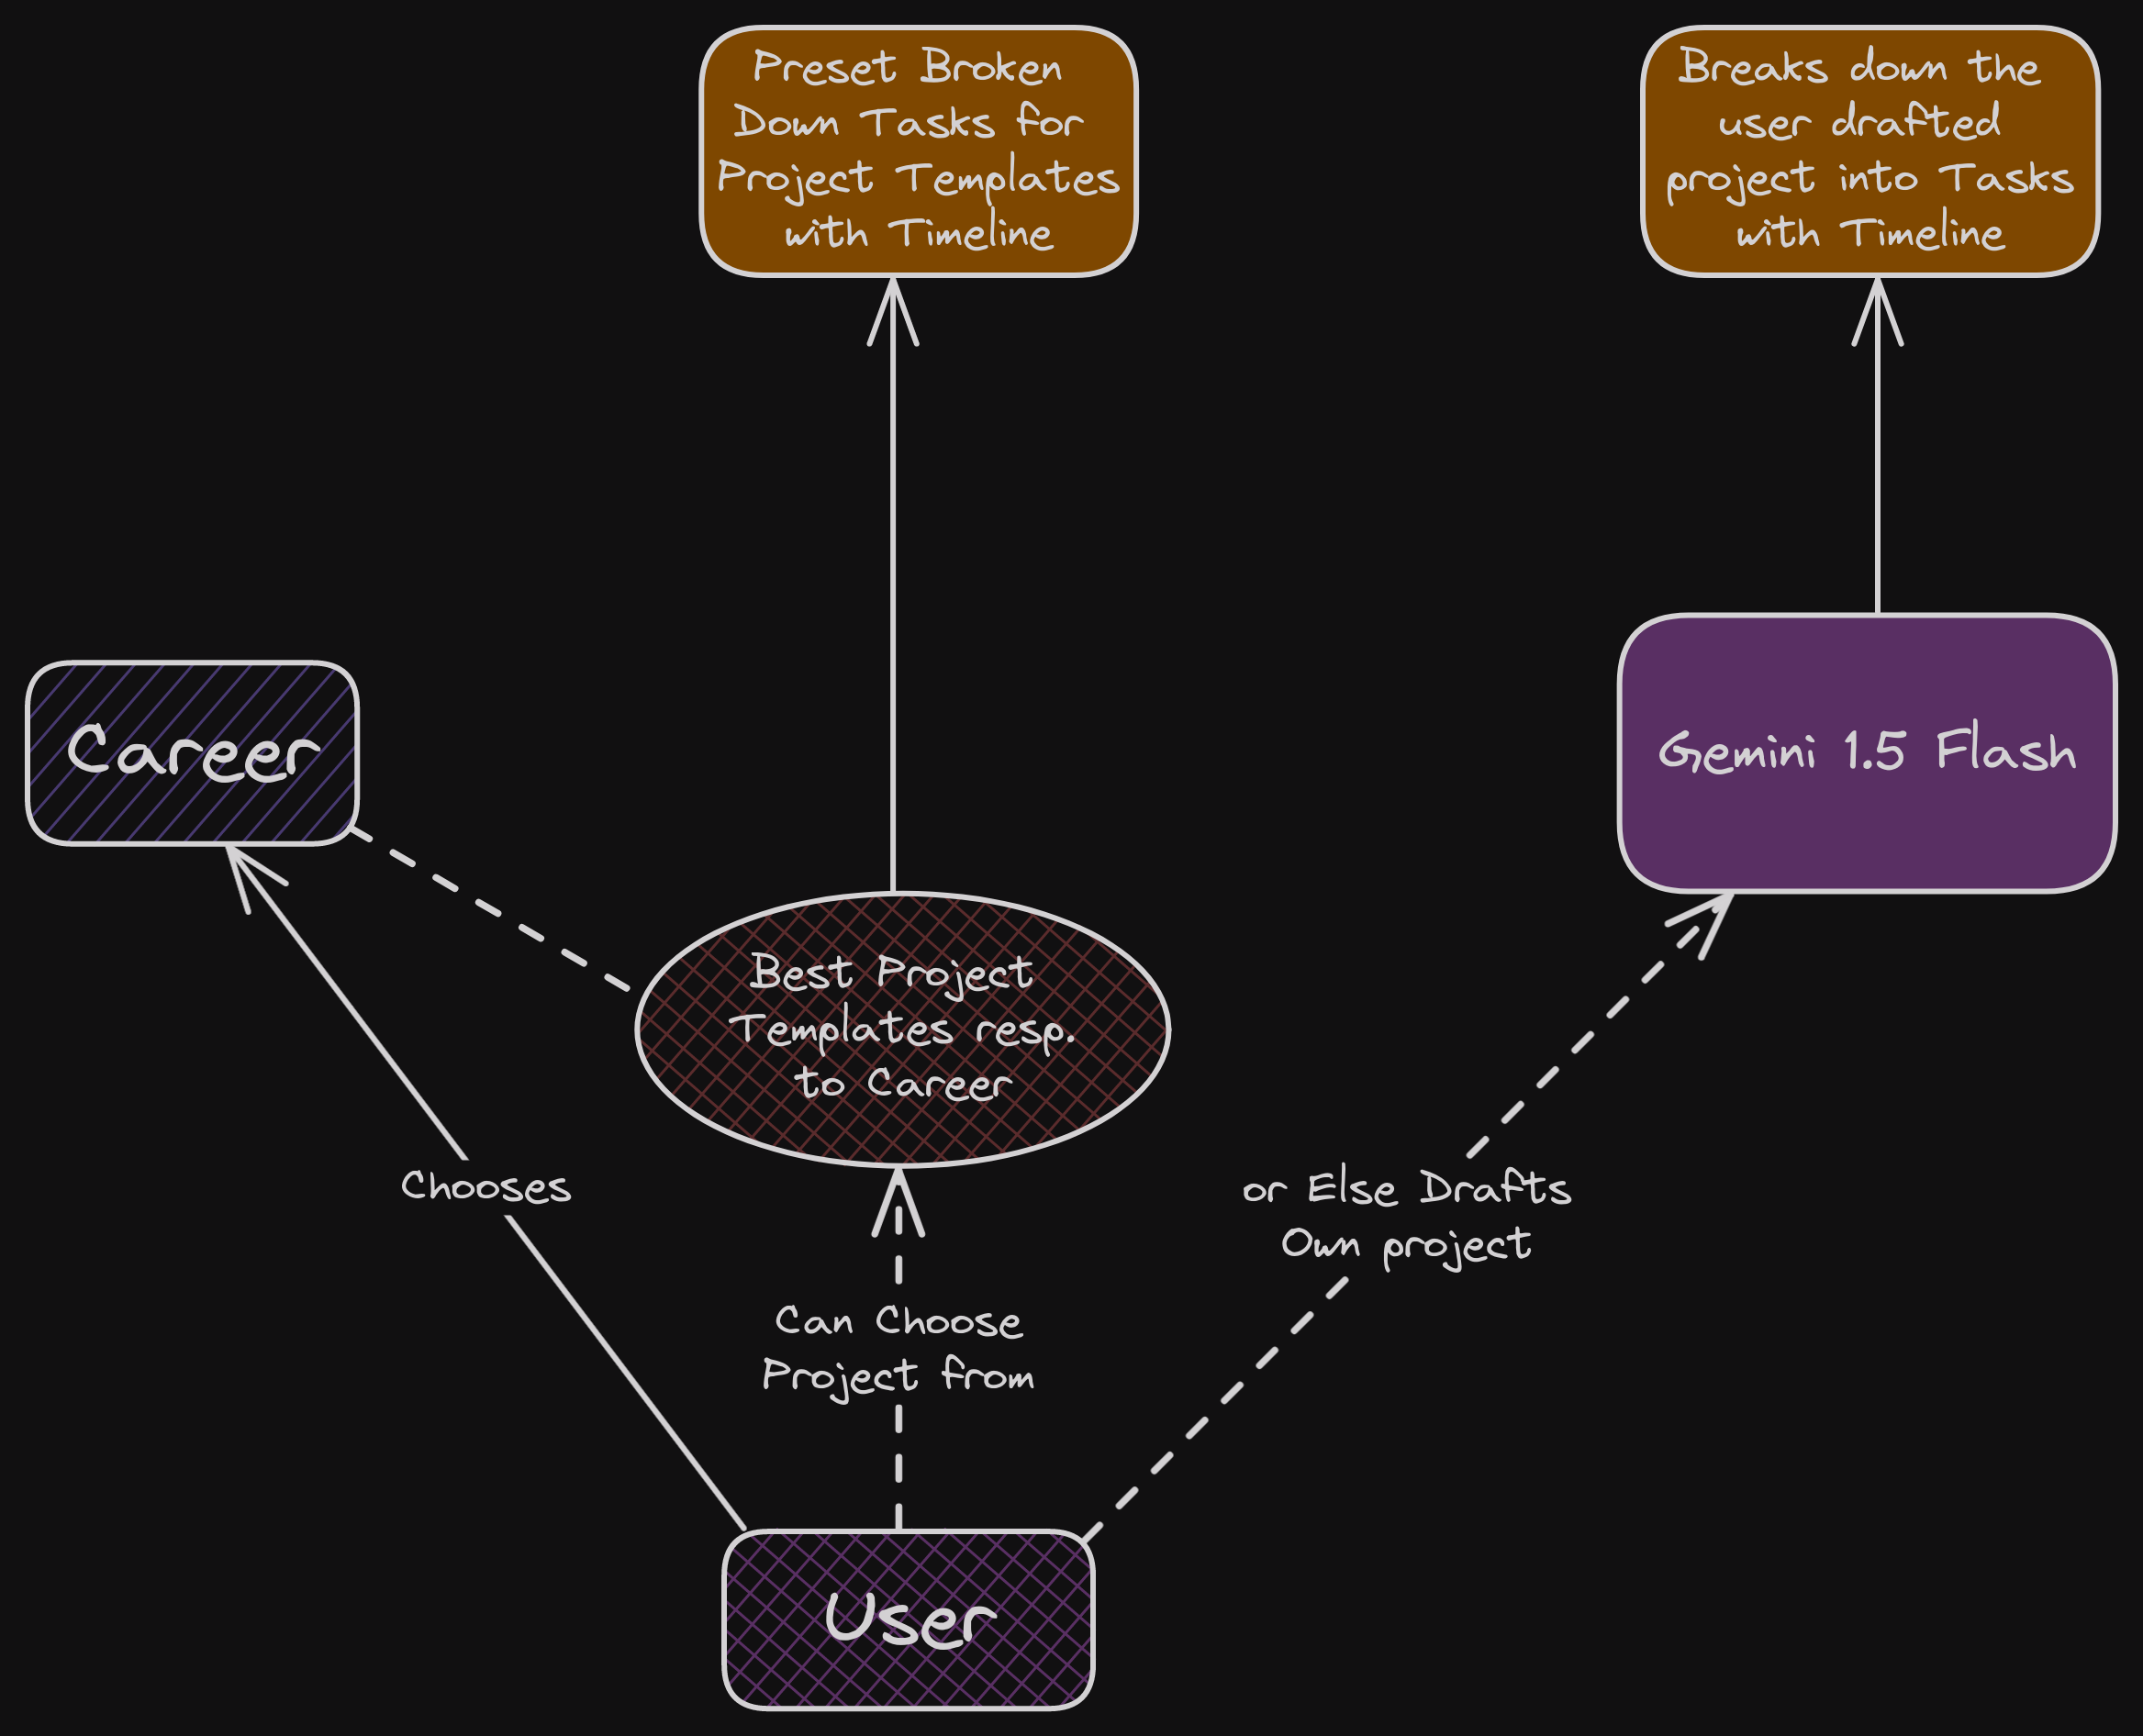 Preset Broken
Down Tasks for
Project Templates
with Timeline
Breaks down the
user drafted
project into Tasks
with Timeline
Career
Gemini 1.5 Flash
Best Project
Templates resp.
to Career
Chooses
or Else Drafts
Own project
Can Choose
Project from
User